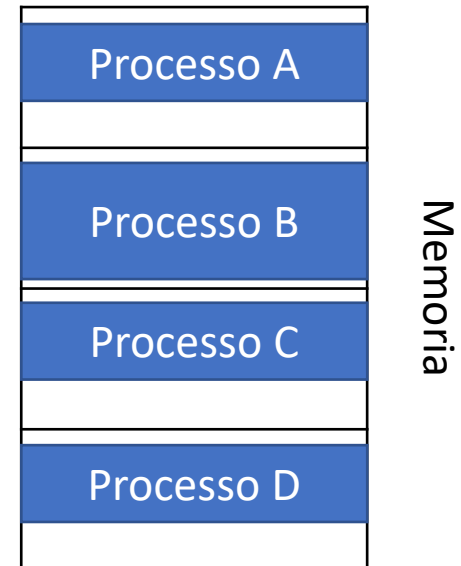 Processo A
Processo B
Processo C
Processo D
Memoria